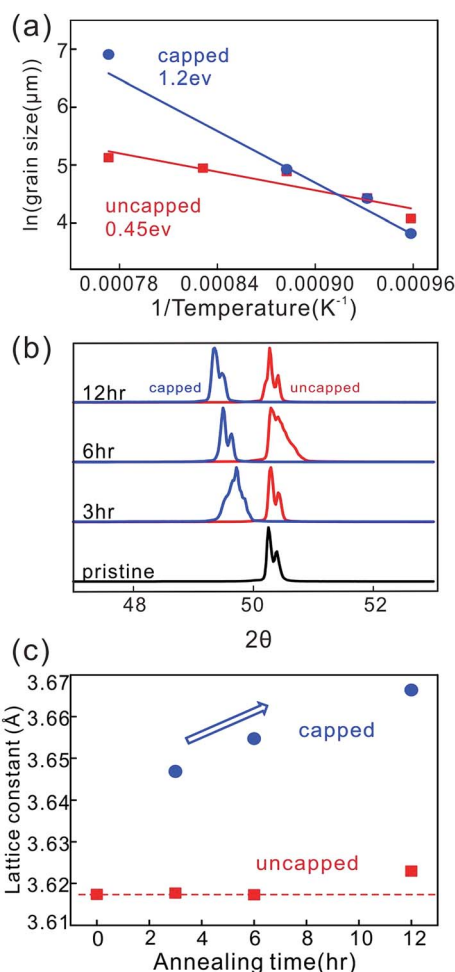 (a)
7
6
5
4
ln(grain size(μm))
capped
1.2ev
uncapped
0.45ev
0.00078 0.00084 0.00090 0.00096
1/Temperature(K⁻¹)
(b)
12hr
capped
uncapped
6hr
3hr
pristine
48 50 52
2θ
(c)
3.67
3.66
3.65
3.64
3.63
3.62
3.61
Lattice constant (Å)
capped
uncapped
0 2 4 6 8 10 12
Annealing time(hr)